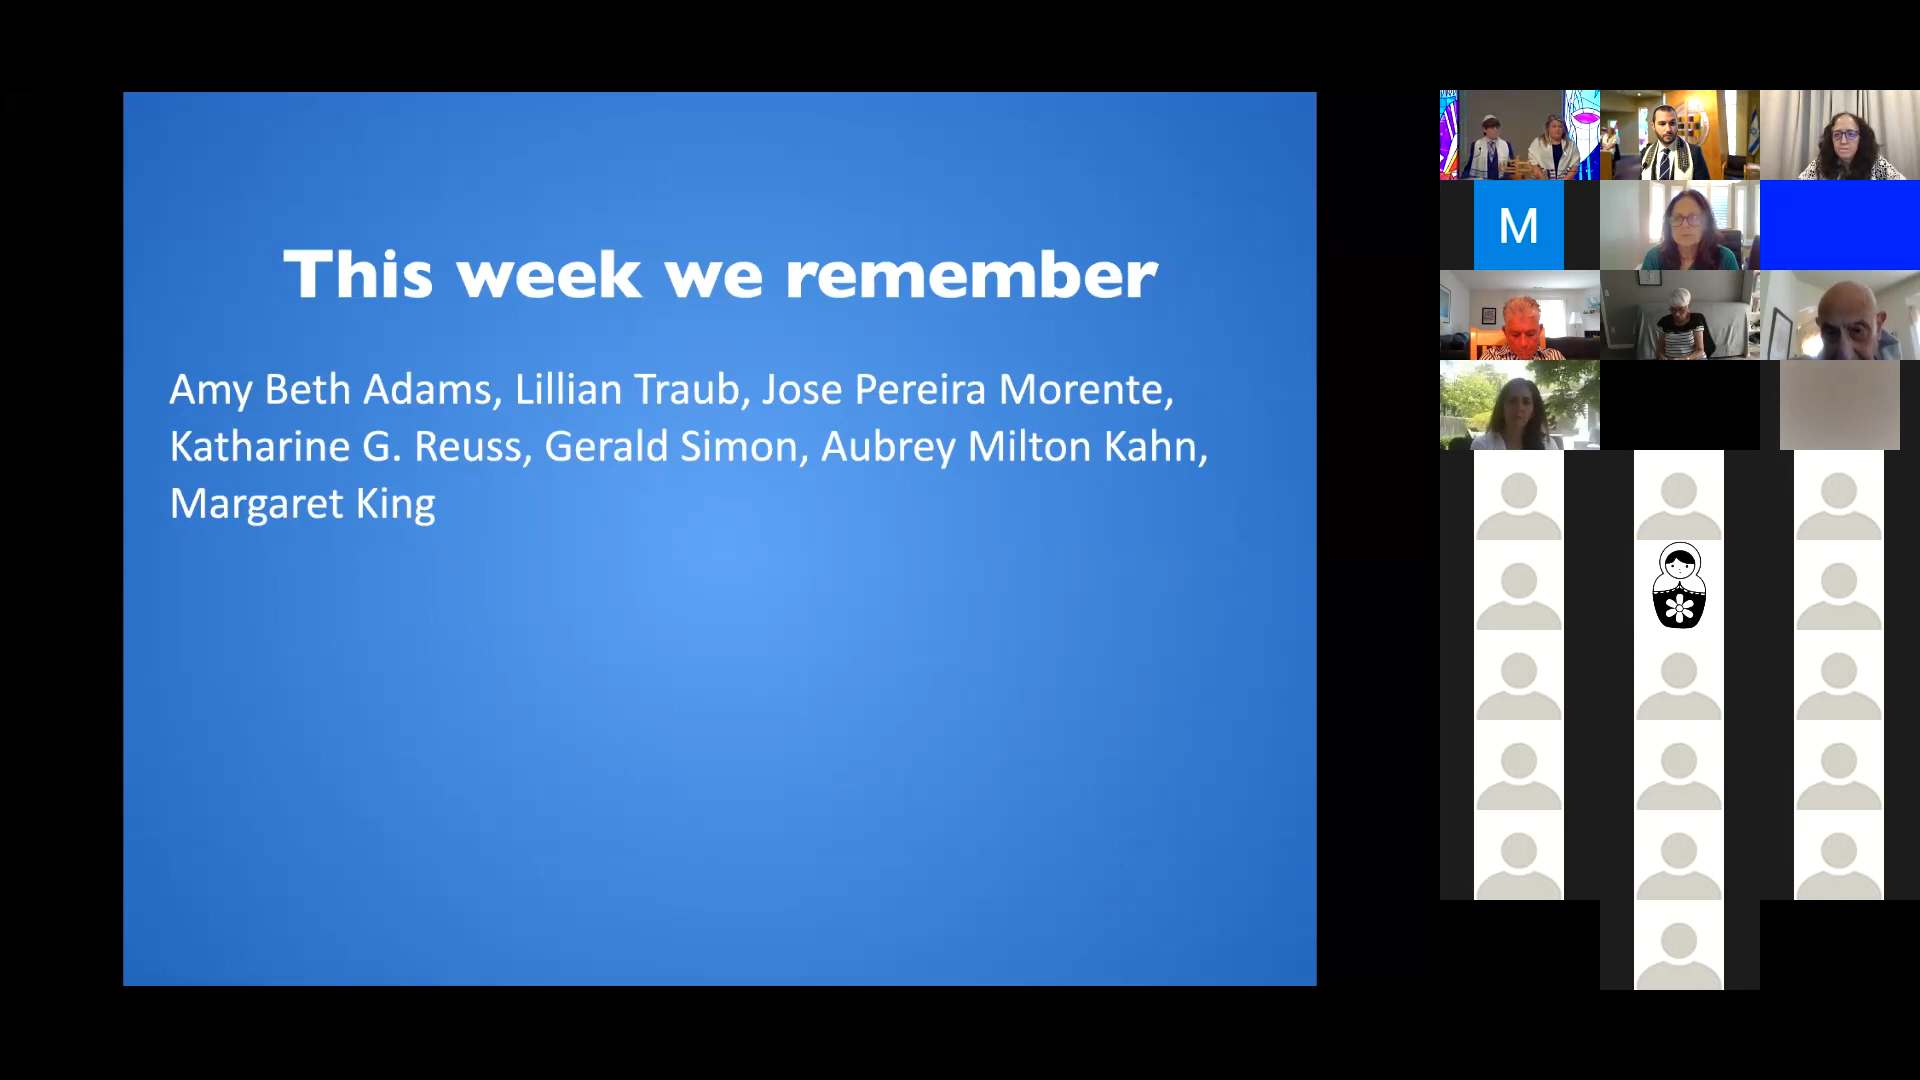 This week we remember
Amy Beth Adams, Lillian Traub, Jose Pereira Morente,
Katharine G. Reuss, Gerald Simon, Aubrey Milton Kahn,
Margaret King
M